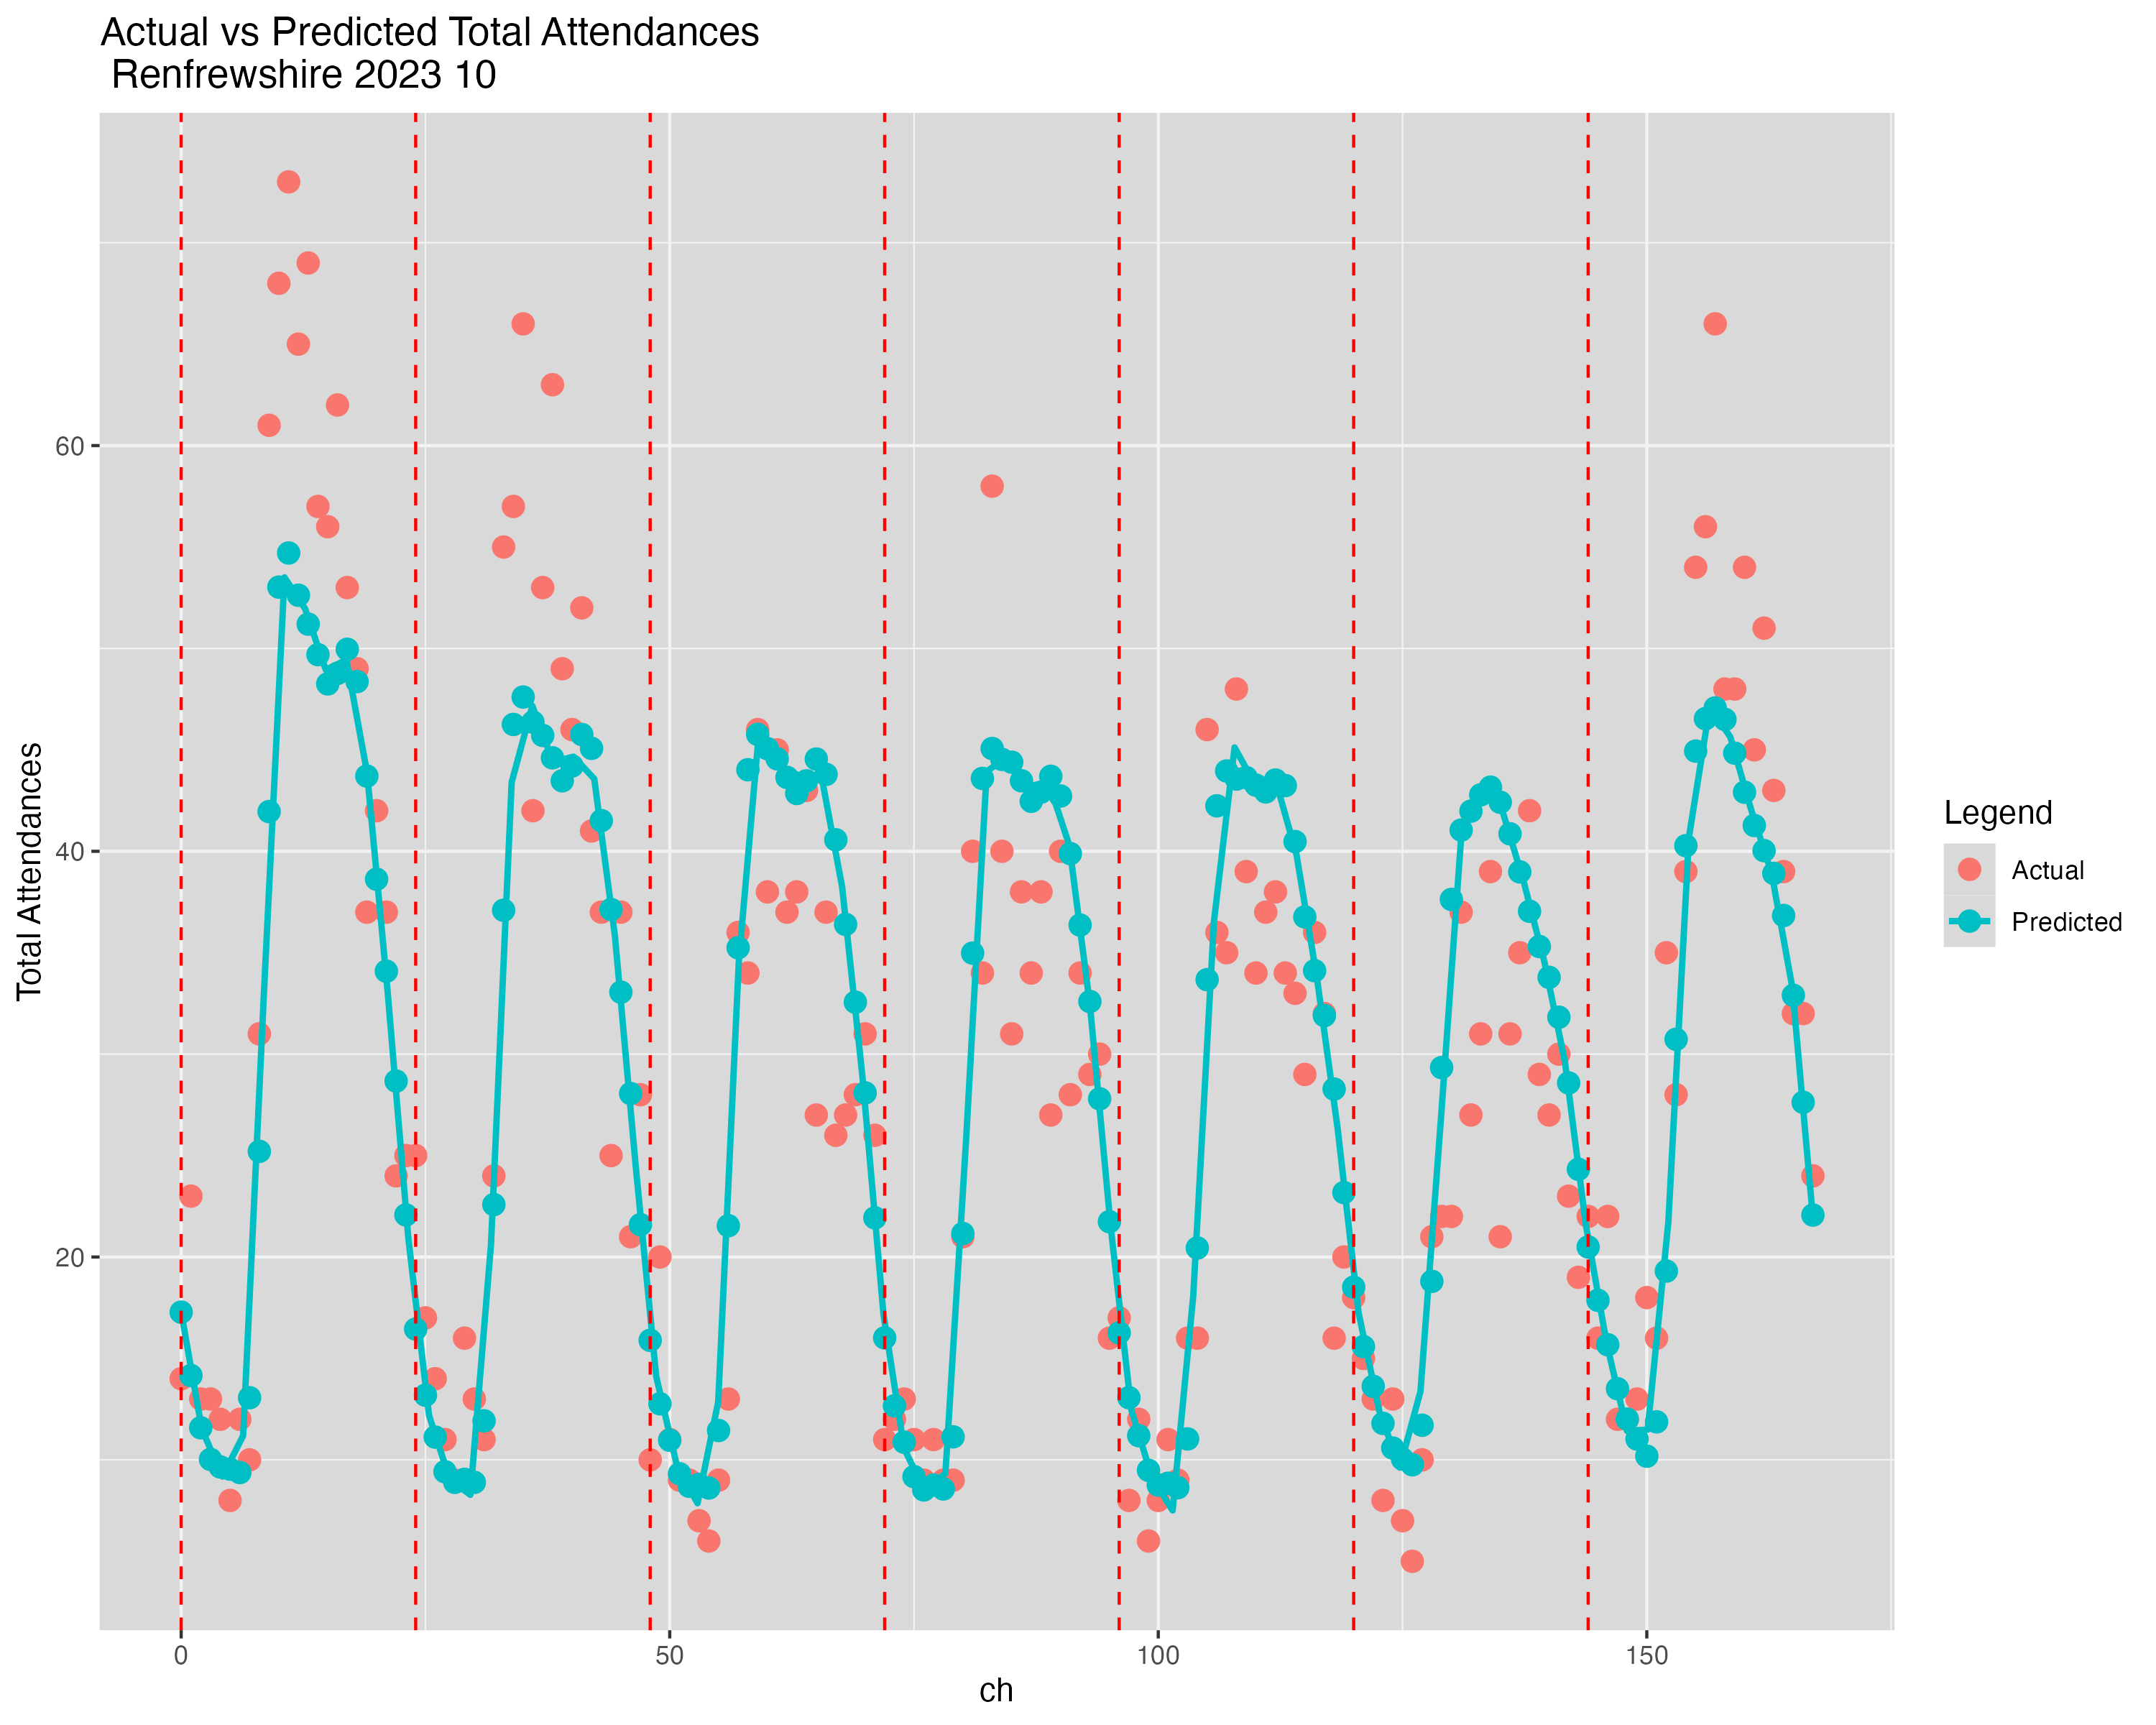 Actual vs Predicted Total Attendances
Renfrewshire 2023 10
Total Attendances
60
40
20
0
50
100
150
ch
Legend
Actual
Predicted